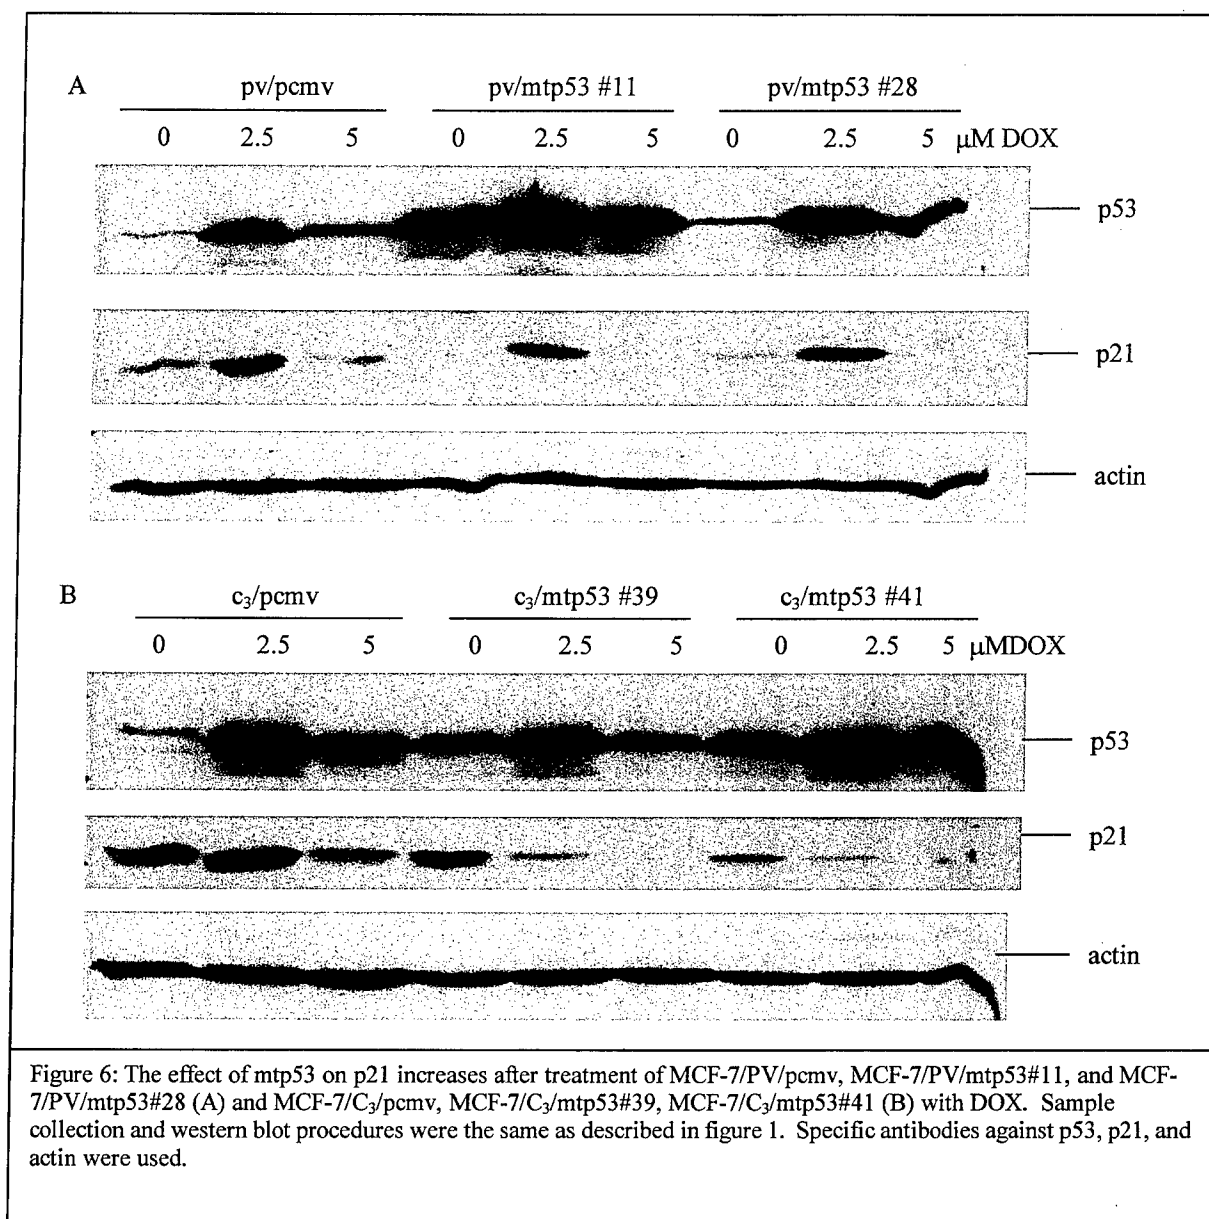 A
pv/pcmv pv/mtp53 #11 pv/mtp53 #28
0 2.5 5 0 2.5 5 0 2.5 5 μM DOX
p53
p21
actin
B
c₃/pcmv c₃/mtp53 #39 c₃/mtp53 #41
0 2.5 5 0 2.5 5 0 2.5 5 μMDOX
p53
p21
actin
Figure 6: The effect of mtp53 on p21 increases after treatment of MCF-7/PV/pcmv, MCF-7/PV/mtp53#11, and MCF-
7/PV/mtp53#28 (A) and MCF-7/C₃/pcmv, MCF-7/C₃/mtp53#39, MCF-7/C₃/mtp53#41 (B) with DOX. Sample
collection and western blot procedures were the same as described in figure 1. Specific antibodies against p53, p21, and
actin were used.